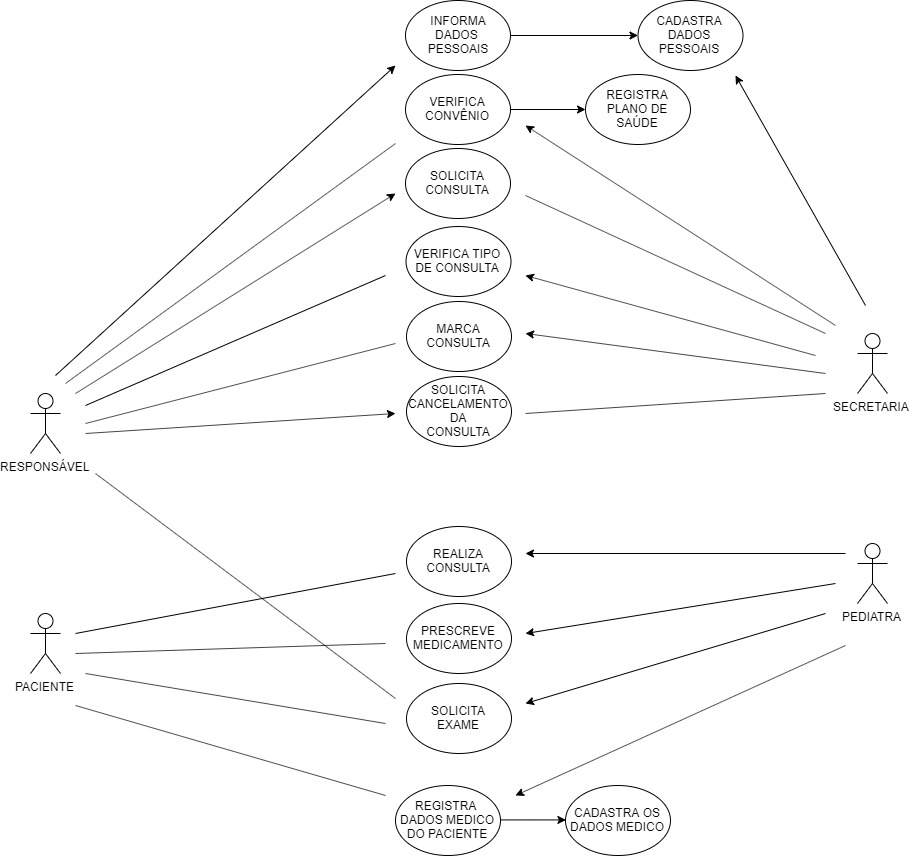 INFORMA
DADOS
PESSOAIS
CADASTRA
DADOS
PESSOAIS
VERIFICA
CONVÊNIO
REGISTRA
PLANO DE
SAÚDE
SOLICITA
CONSULTA
VERIFICA TIPO
DE CONSULTA
MARCA
CONSULTA
SECRETARIA
SOLICITA
CANCELAMENTO
DA
CONSULTA
RESPONSÁVEL
REALIZA
CONSULTA
PEDIATRA
PRESCREVE
MEDICAMENTO
PACIENTE
SOLICITA
EXAME
REGISTRA
DADOS MEDICO
DO PACIENTE
CADASTRA OS
DADOS MEDICO